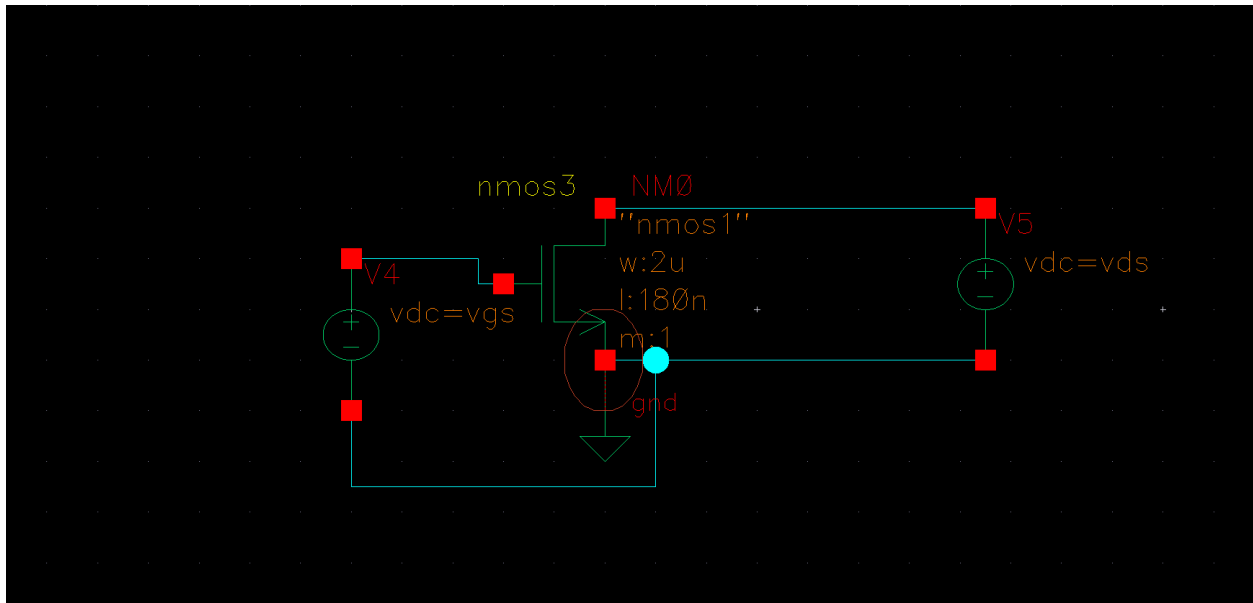 nmos3
NM0
"nmos1"
V5
w:2u
vdc=vds
V4
l:180n
vdc=vgs
m:1
gnd